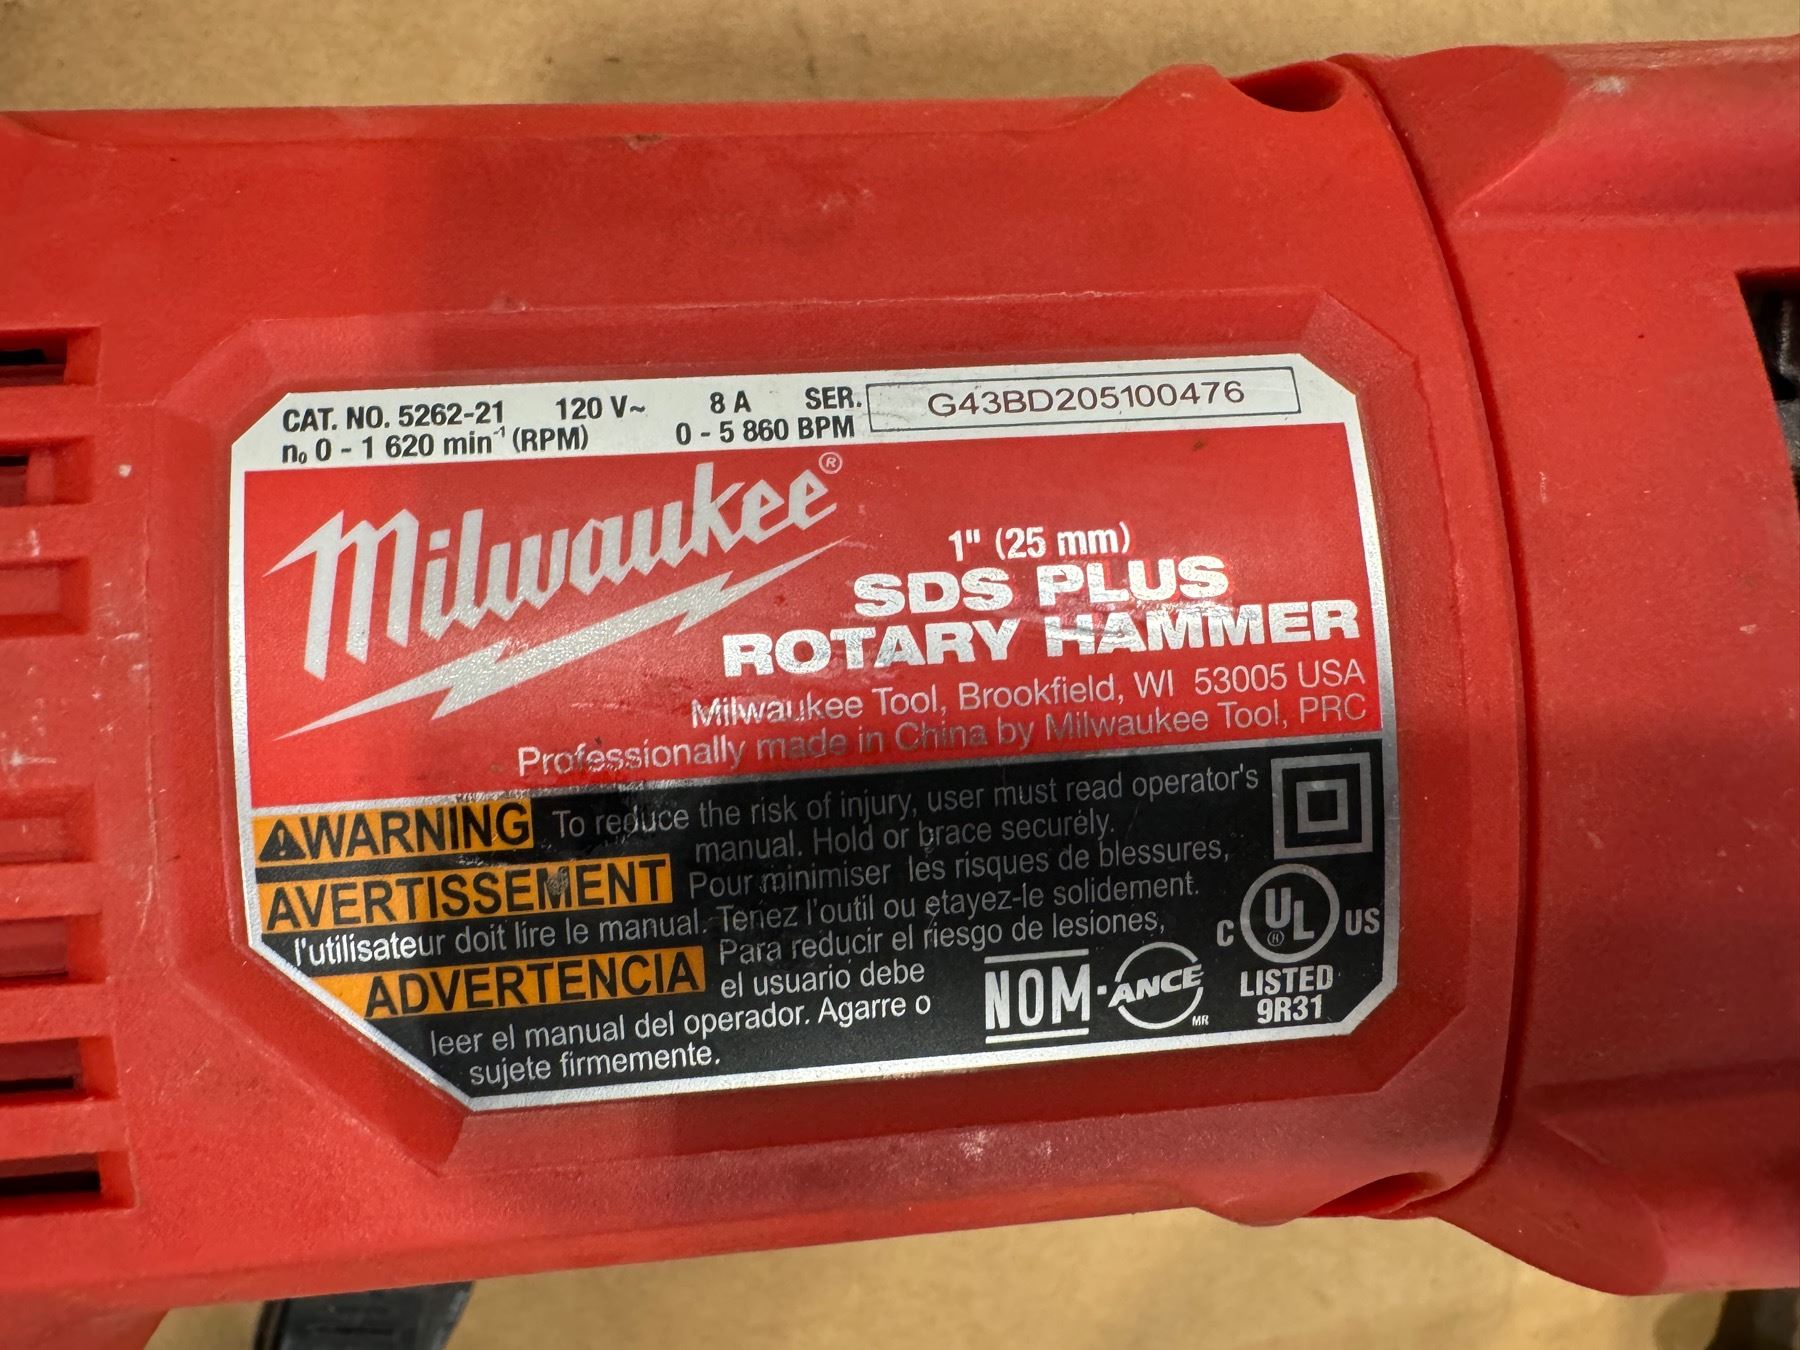 CAT. NO. 5262-21 120 V~ 8 A SER. G43BD205100476
n₀ 0 - 1 620 min⁻¹ (RPM) 0 - 5 860 BPM
Milwaukee®
1" (25 mm)
SDS PLUS
ROTARY HAMMER
Milwaukee Tool, Brookfield, WI 53005 USA
Professionally made in China by Milwaukee Tool, PRC
⚠WARNING To reduce the risk of injury, user must read operator's
manual. Hold or brace securely.
AVERTISSEMENT Pour minimiser les risques de blessures,
l'utilisateur doit lire le manual. Tenez l'outil ou etayez-le solidement.
ADVERTENCIA Para reducir el riesgo de lesiones,
el usuario debe
leer el manual del operador. Agarre o
sujete firmemente.
NOM-ANCE MR
C UL ® US
LISTED
9R31